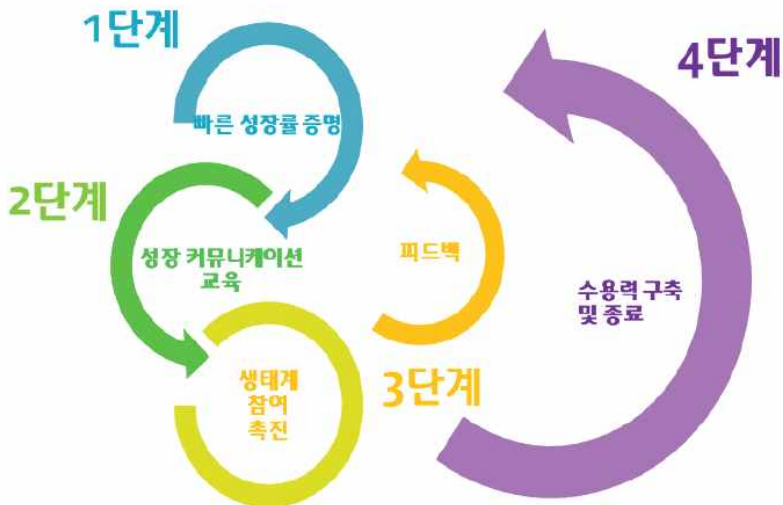 1단계
빠른 성장률 증명
2단계
성장 커뮤니케이션
교육
생태계
참여
촉진
3단계
피드백
4단계
수용력 구축
및 종료